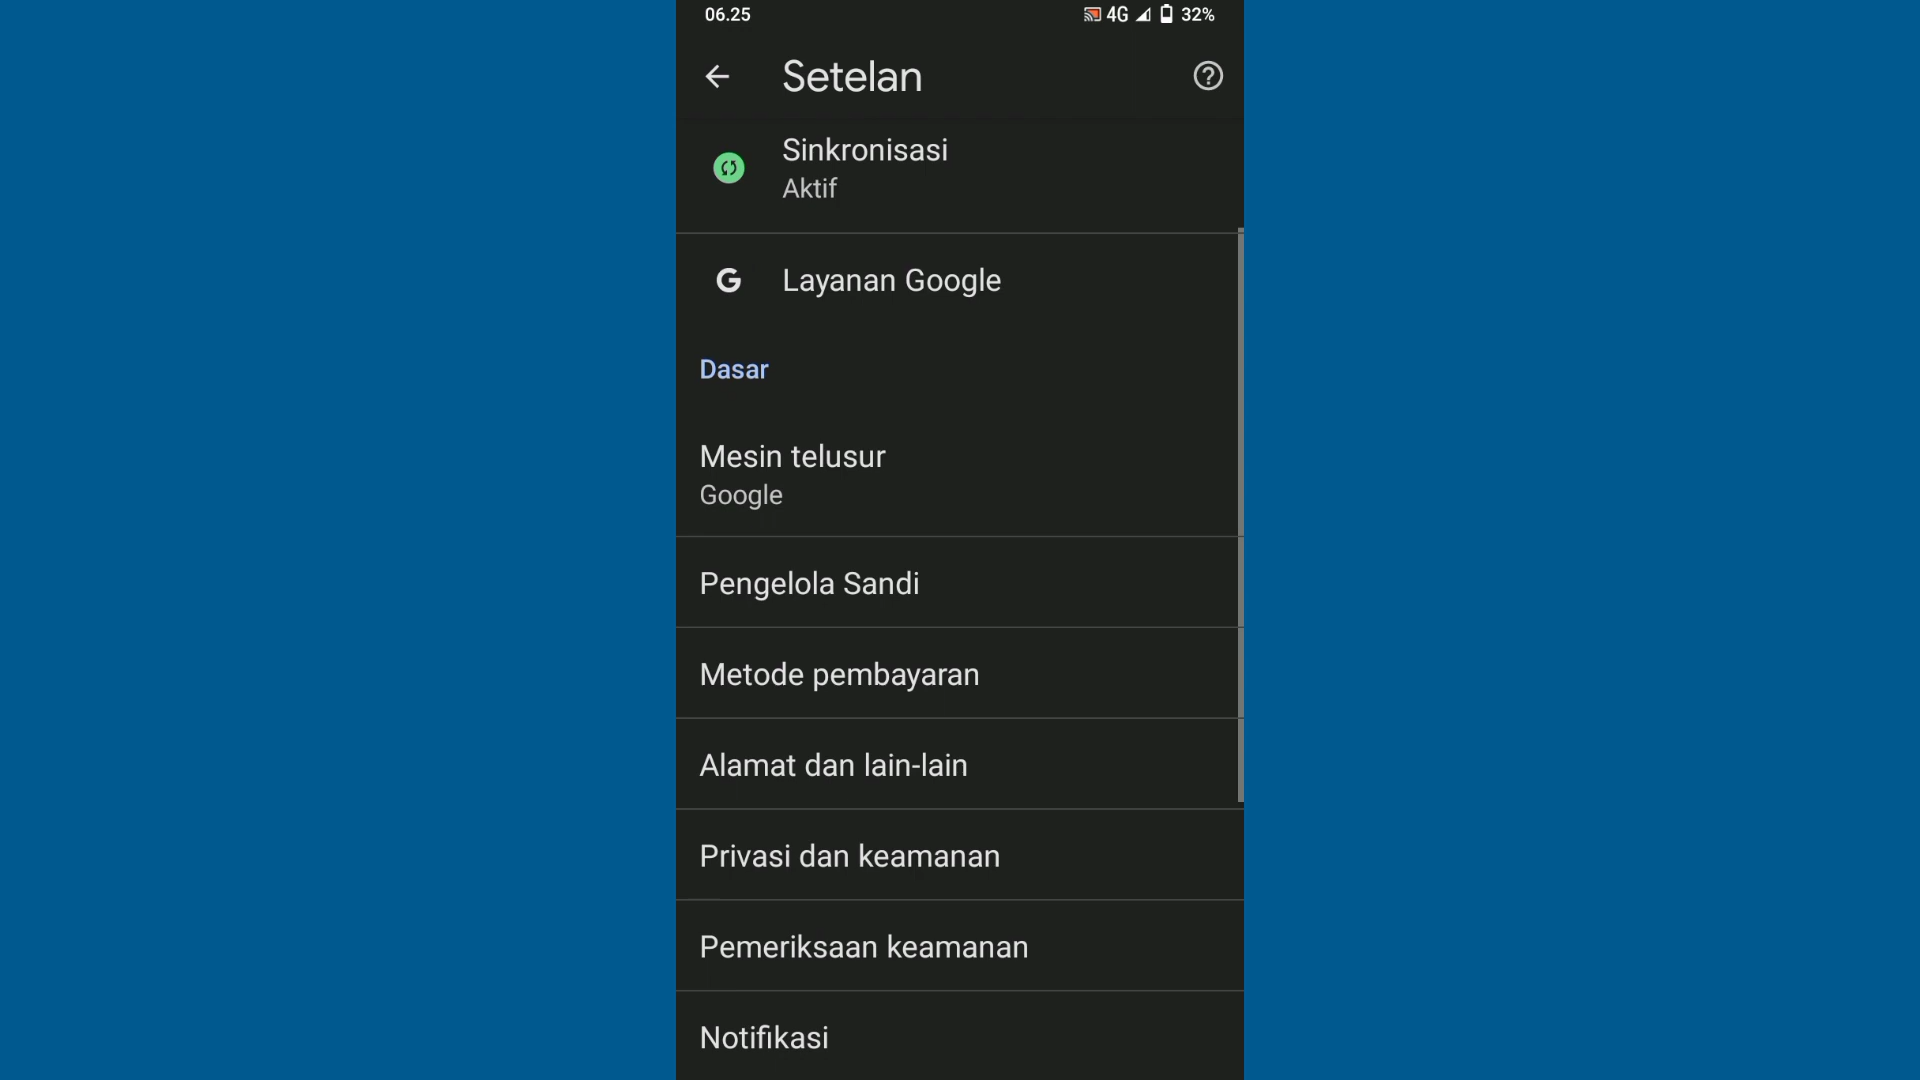 06.25
4G
32%
Setelan
Sinkronisasi
Aktif
G Layanan Google
Dasar
Mesin telusur
Google
Pengelola Sandi
Metode pembayaran
Alamat dan lain-lain
Privasi dan keamanan
Pemeriksaan keamanan
Notifikasi